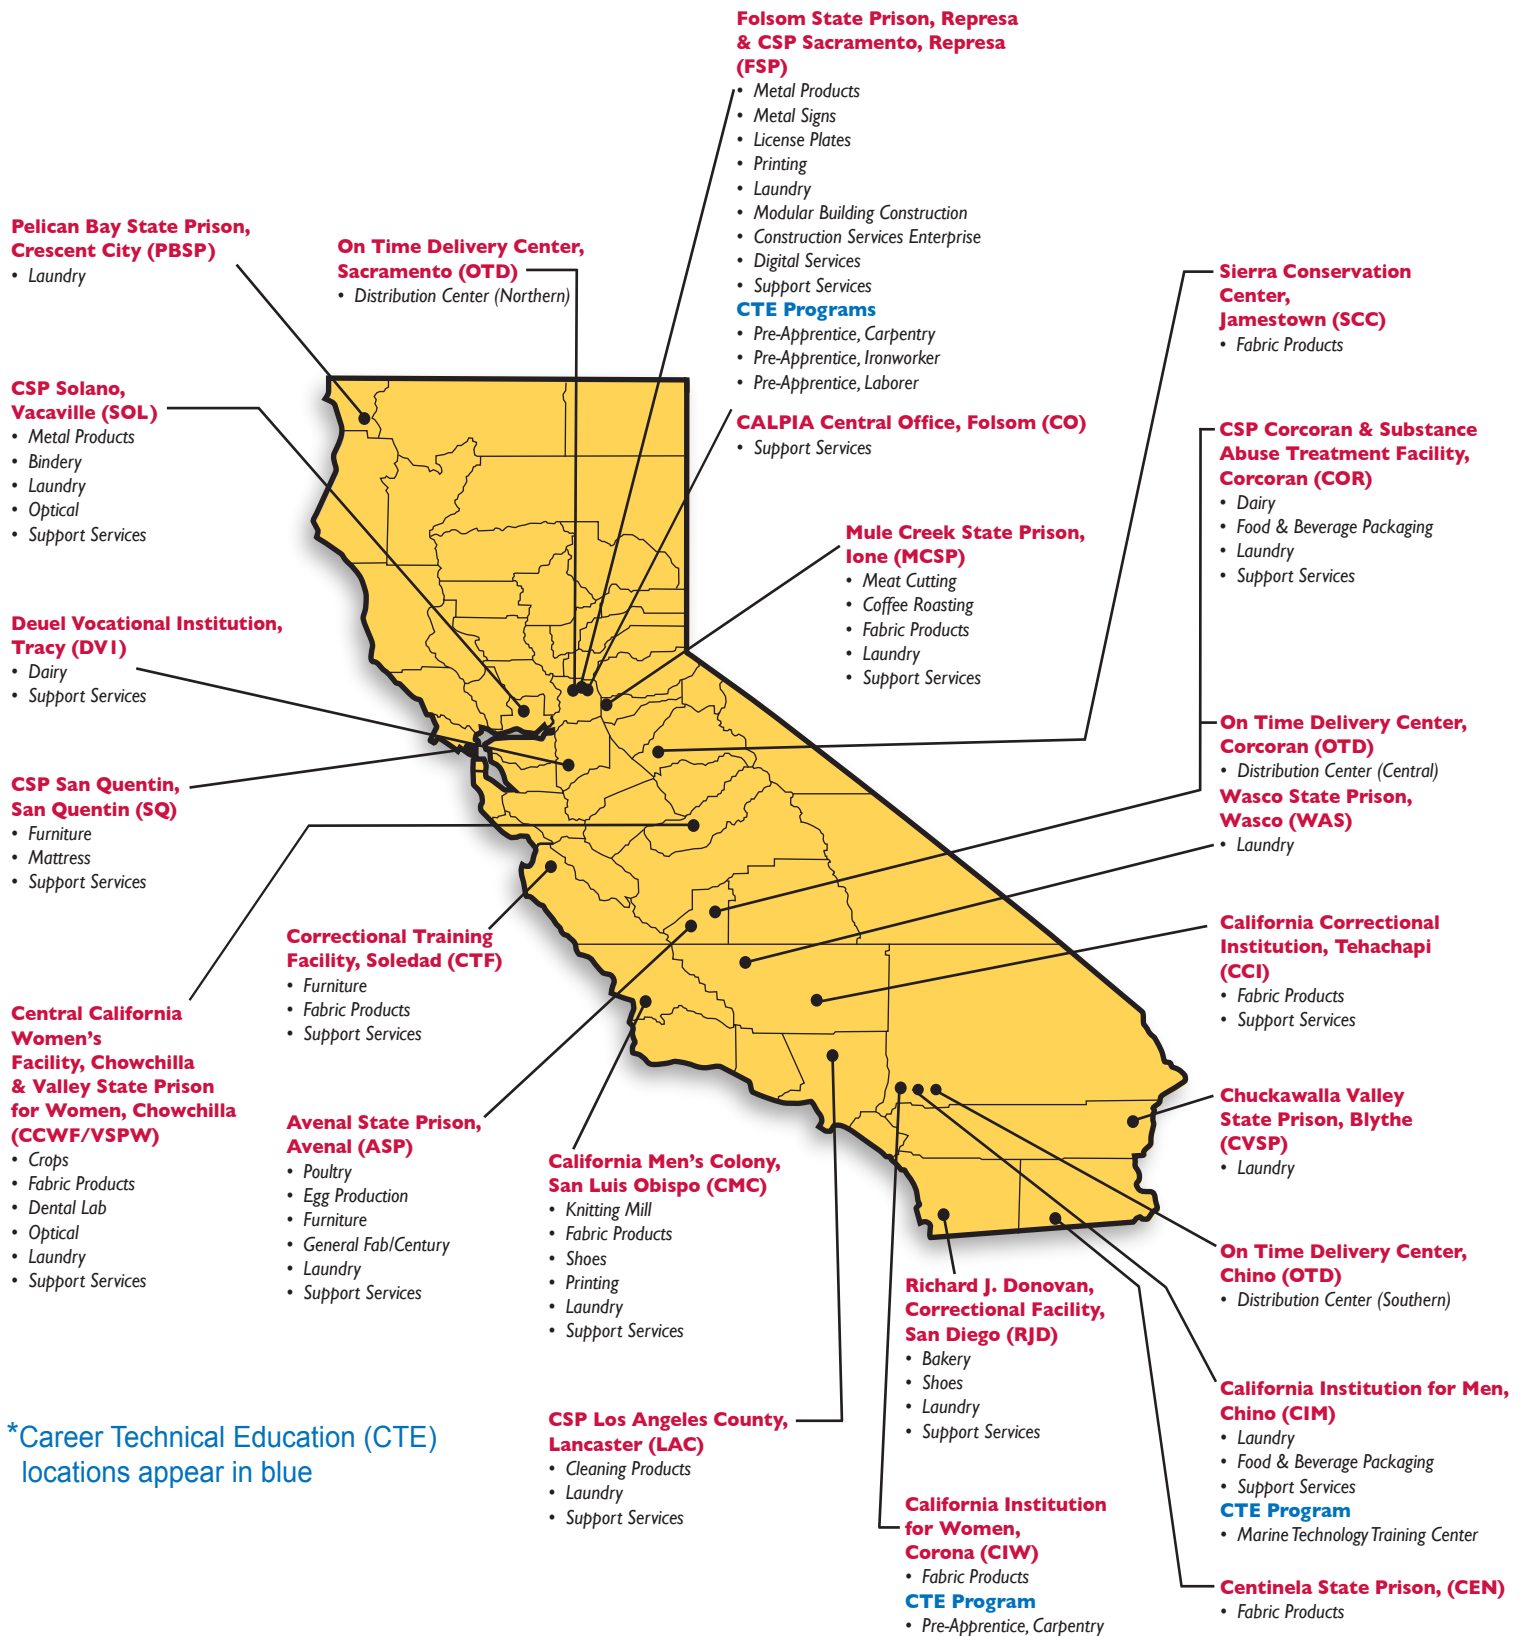 Folsom State Prison, Represa
& CSP Sacramento, Represa
(FSP)
• Metal Products
• Metal Signs
• License Plates
• Printing
• Laundry
• Modular Building Construction
• Construction Services Enterprise
• Digital Services
• Support Services
CTE Programs
• Pre-Apprentice, Carpentry
• Pre-Apprentice, Ironworker
• Pre-Apprentice, Laborer
Pelican Bay State Prison,
Crescent City (PBSP)
• Laundry
On Time Delivery Center,
Sacramento (OTD)
• Distribution Center (Northern)
Sierra Conservation
Center,
Jamestown (SCC)
• Fabric Products
CSP Solano,
Vacaville (SOL)
• Metal Products
• Bindery
• Laundry
• Optical
• Support Services
CALPIA Central Office, Folsom (CO)
• Support Services
CSP Corcoran & Substance
Abuse Treatment Facility,
Corcoran (COR)
• Dairy
• Food & Beverage Packaging
• Laundry
• Support Services
Mule Creek State Prison,
Ione (MCSP)
• Meat Cutting
• Coffee Roasting
• Fabric Products
• Laundry
• Support Services
Deuel Vocational Institution,
Tracy (DV1)
• Dairy
• Support Services
On Time Delivery Center,
Corcoran (OTD)
• Distribution Center (Central)
Wasco State Prison,
Wasco (WAS)
• Laundry
CSP San Quentin,
San Quentin (SQ)
• Furniture
• Mattress
• Support Services
Correctional Training
Facility, Soledad (CTF)
• Furniture
• Fabric Products
• Support Services
California Correctional
Institution, Tehachapi
(CCI)
• Fabric Products
• Support Services
Central California
Women's
Facility, Chowchilla
& Valley State Prison
for Women, Chowchilla
(CCWF/VSPW)
• Crops
• Fabric Products
• Dental Lab
• Optical
• Laundry
• Support Services
Avenal State Prison,
Avenal (ASP)
• Poultry
• Egg Production
• Furniture
• General Fab/Century
• Laundry
• Support Services
California Men's Colony,
San Luis Obispo (CMC)
• Knitting Mill
• Fabric Products
• Shoes
• Printing
• Laundry
• Support Services
Chuckawalla Valley
State Prison, Blythe
(CVSP)
• Laundry
On Time Delivery Center,
Chino (OTD)
• Distribution Center (Southern)
Richard J. Donovan,
Correctional Facility,
San Diego (RJD)
• Bakery
• Shoes
• Laundry
• Support Services
California Institution for Men,
Chino (CIM)
• Laundry
• Food & Beverage Packaging
• Support Services
CTE Program
• Marine Technology Training Center
CSP Los Angeles County,
Lancaster (LAC)
• Cleaning Products
• Laundry
• Support Services
California Institution
for Women,
Corona (CIW)
• Fabric Products
CTE Program
• Pre-Apprentice, Carpentry
Centinela State Prison, (CEN)
• Fabric Products
*Career Technical Education (CTE)
locations appear in blue